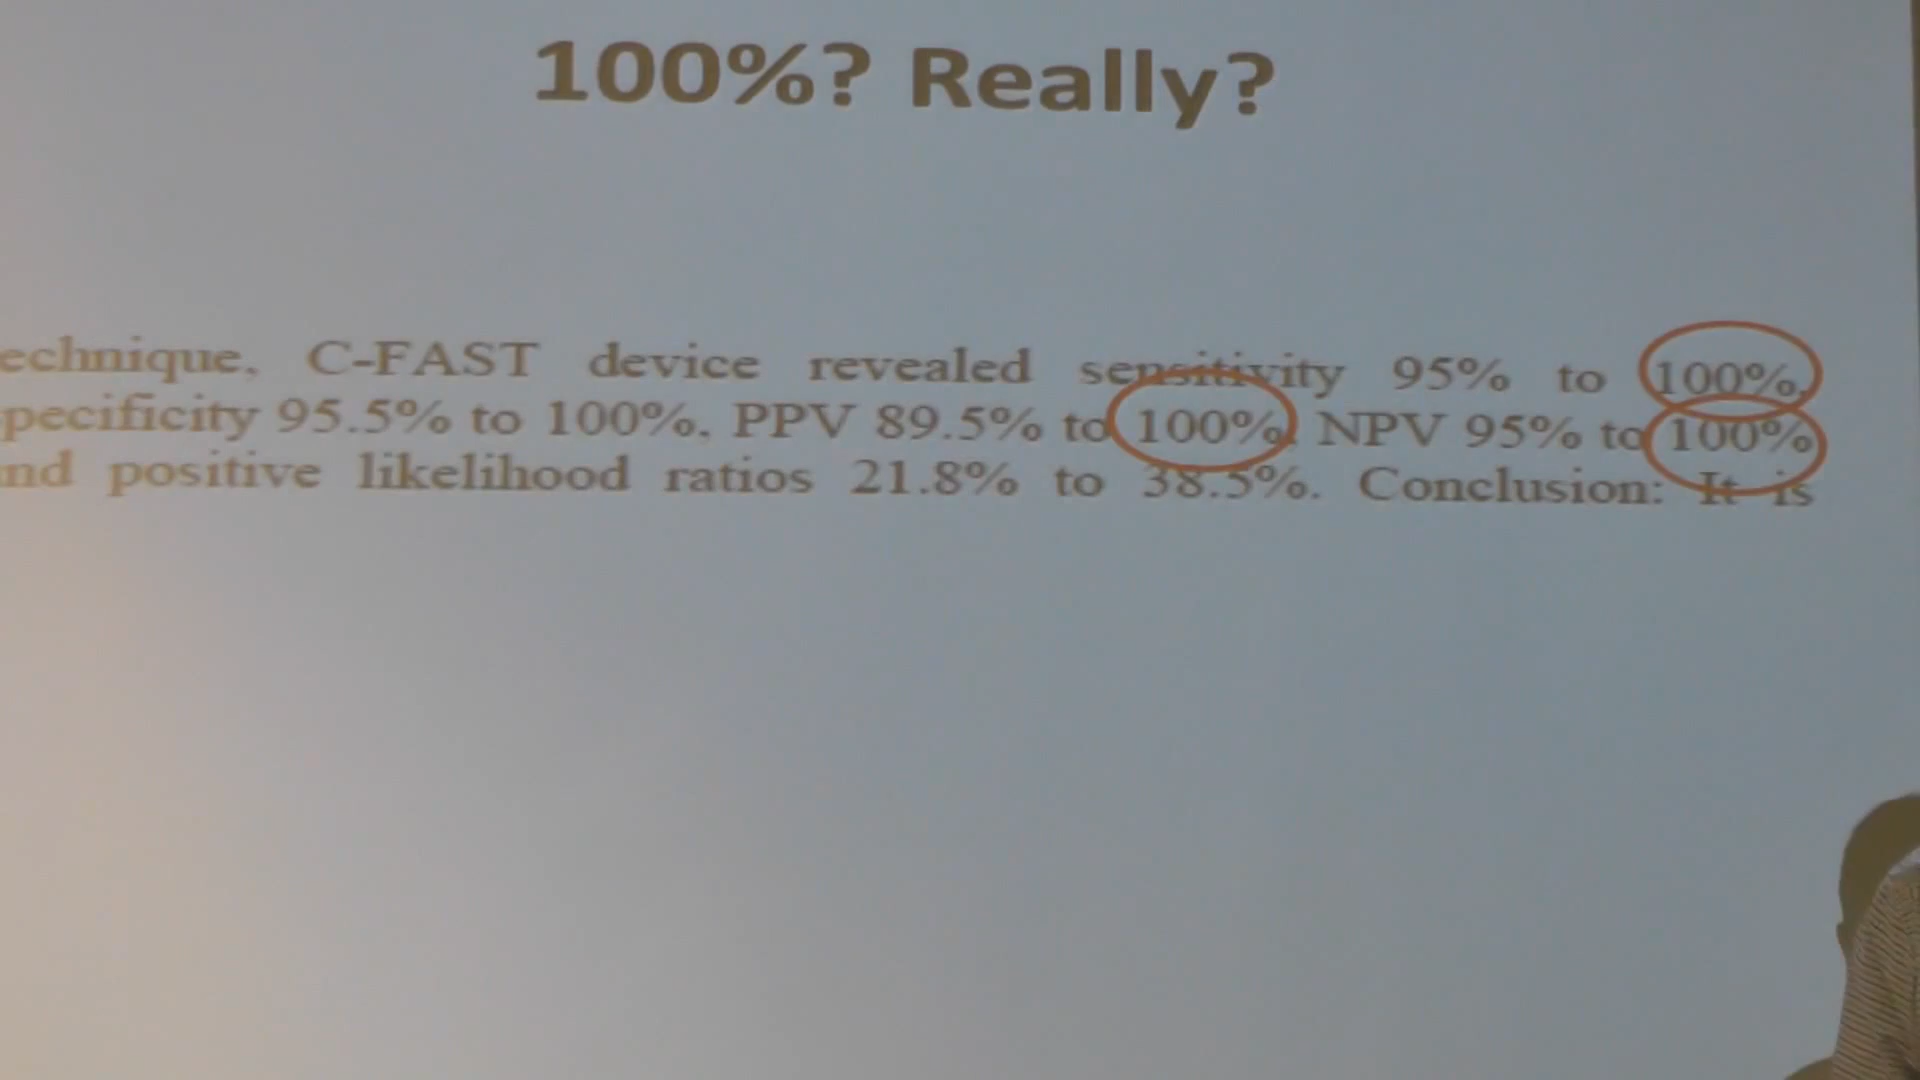 100%? Really?
echnique, C-FAST device revealed sensitivity 95% to 100%,
pecificity 95.5% to 100%, PPV 89.5% to 100%, NPV 95% to 100%
nd positive likelihood ratios 21.8% to 38.5%. Conclusion: It is